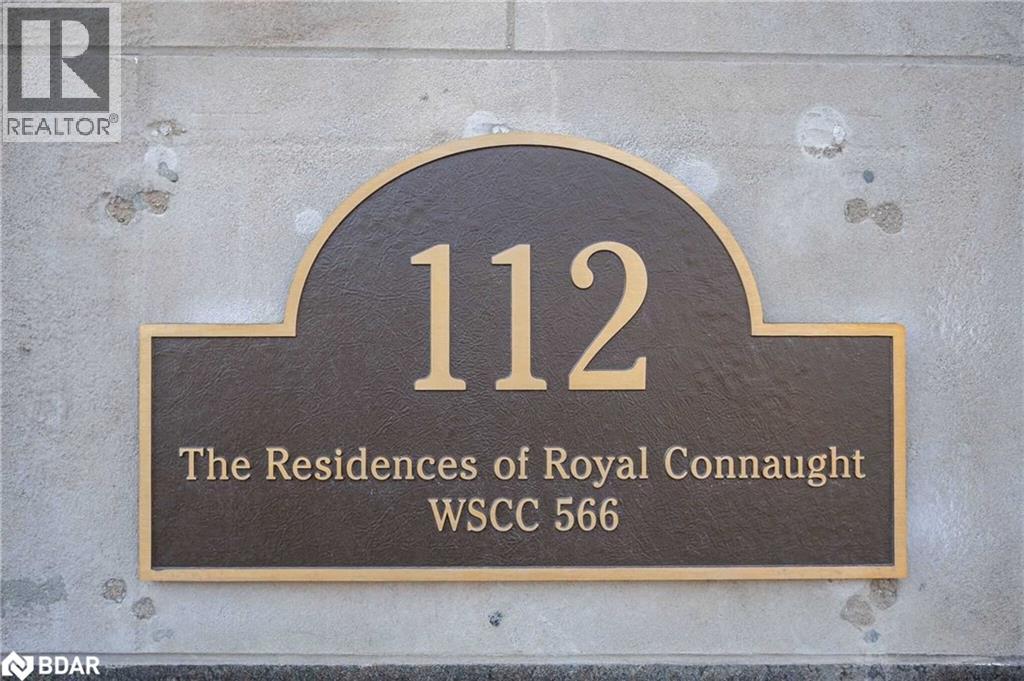 R
REALTOR®
112
The Residences of Royal Connaught
WSCC 566
BDAR